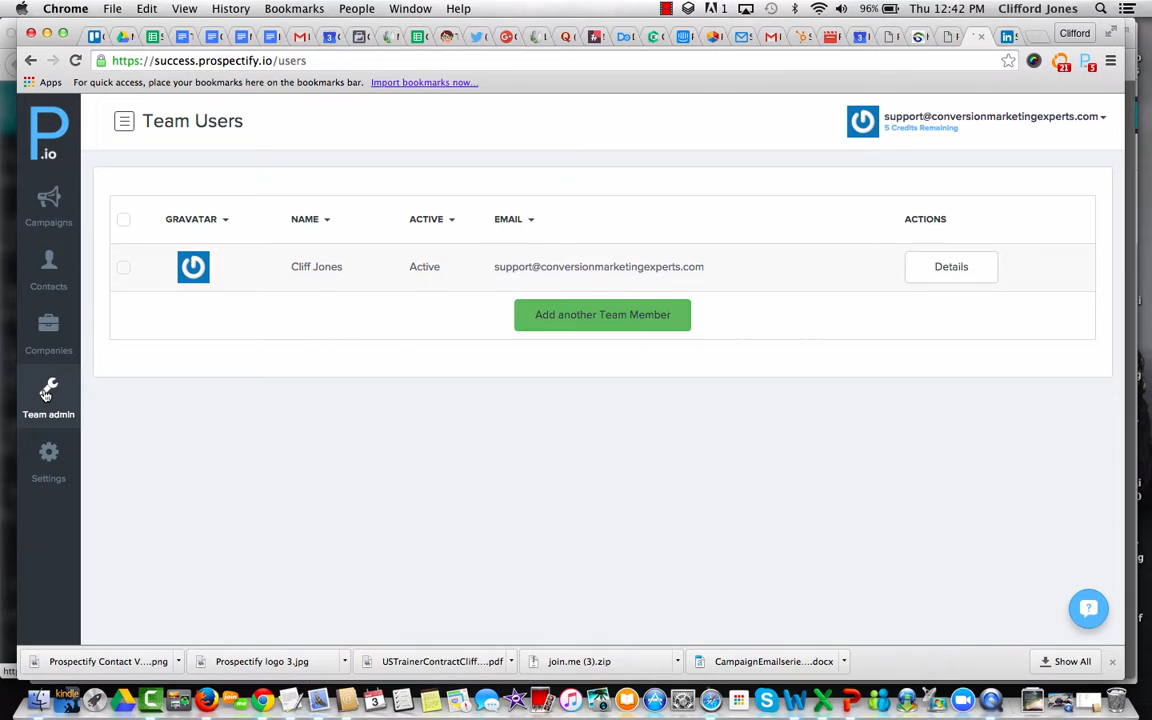 Chrome File Edit View History Bookmarks People Window Help 1 96% Thu 12:42 PM Clifford Jones
Clifford
https://success.prospectify.io/users 21 5
Apps For quick access, place your bookmarks here on the bookmarks bar. Import bookmarks now...
P.io
Team Users
support@conversionmarketingexperts.com
5 Credits Remaining
Campaigns
Contacts
Companies
Team admin
Settings
GRAVATAR NAME ACTIVE EMAIL ACTIONS
Cliff Jones Active support@conversionmarketingexperts.com Details
Add another Team Member
Prospectify Contact V....png Prospectify logo 3.jpg USTrainerContractCliff....pdf join.me (3).zip CampaignEmailserie....docx Show All
kindle